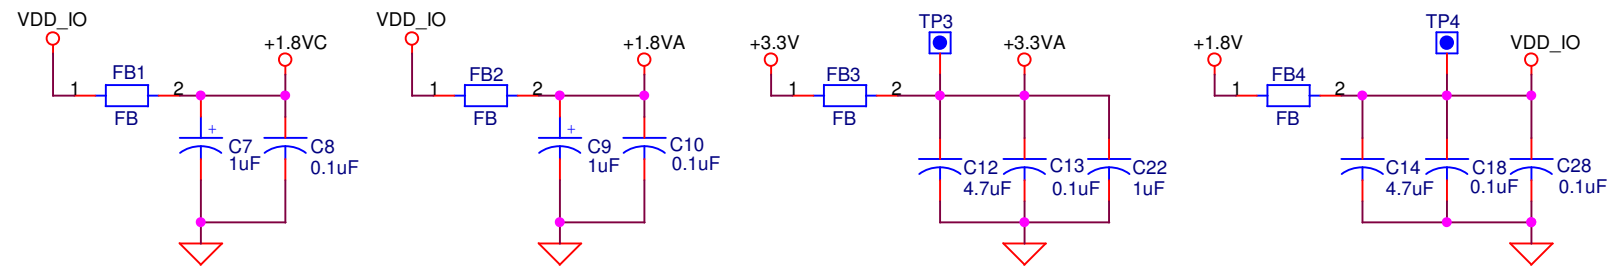 VDD_IO
+1.8VC
1
FB1
2
FB
+
C7
1uF
C8
0.1uF
VDD_IO
+1.8VA
1
FB2
2
FB
+
C9
1uF
C10
0.1uF
TP3
+3.3V
+3.3VA
1
FB3
2
FB
C12
4.7uF
C13
0.1uF
C22
1uF
TP4
+1.8V
VDD_IO
1
FB4
2
FB
C14
4.7uF
C18
0.1uF
C28
0.1uF